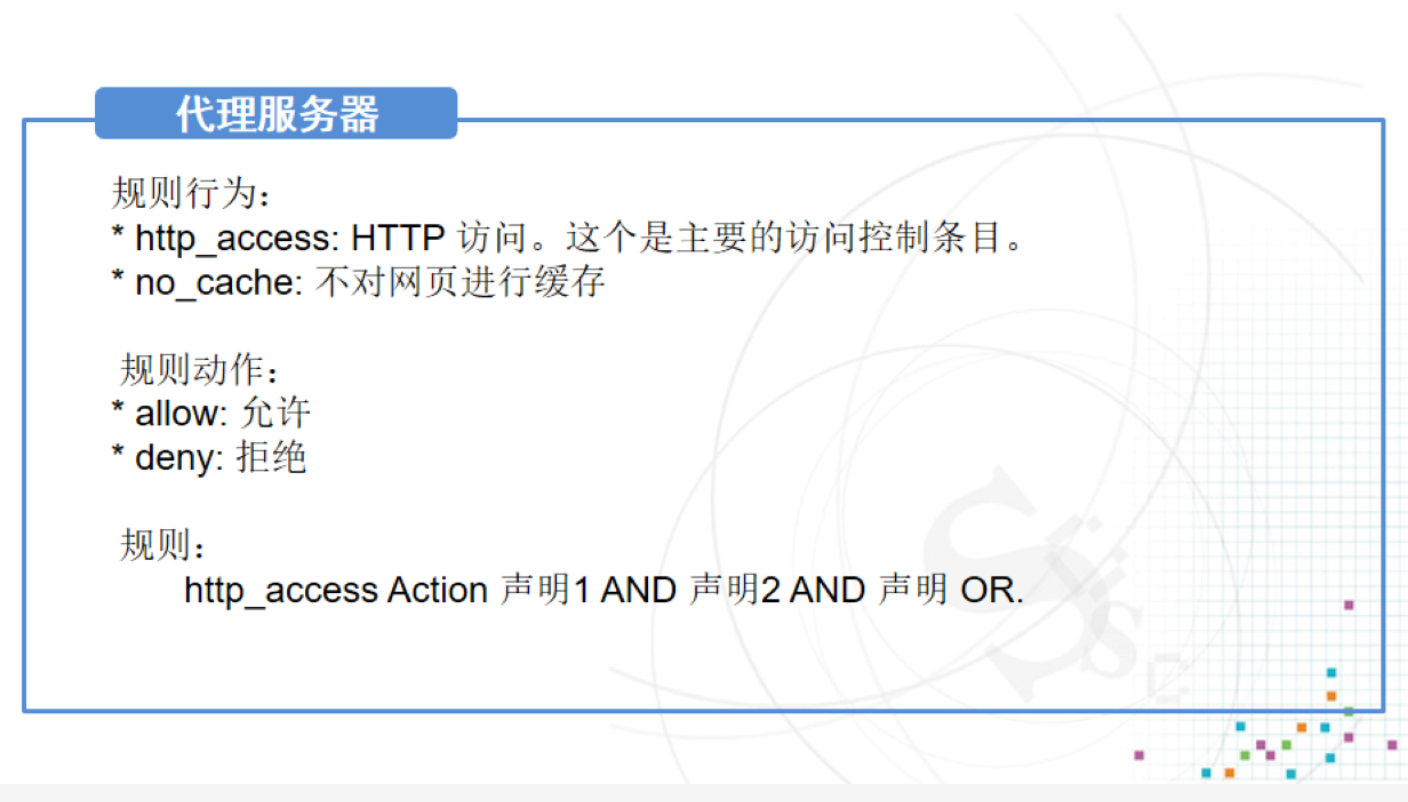 代理服务器
规则行为：
* http_access: HTTP 访问。这个是主要的访问控制条目。
* no_cache: 不对网页进行缓存
规则动作：
* allow: 允许
* deny: 拒绝
规则：
http_access Action 声明1 AND 声明2 AND 声明 OR.
SSC